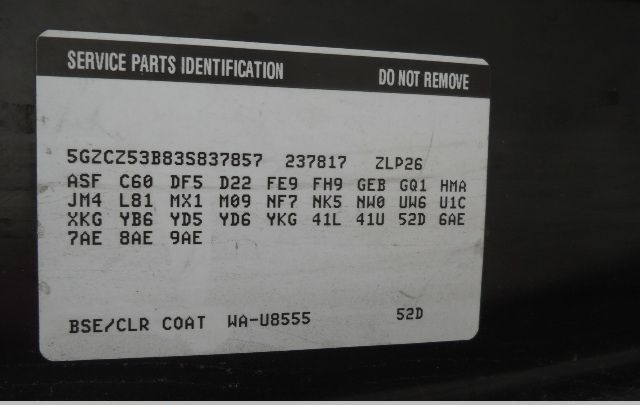 SERVICE PARTS IDENTIFICATION DO NOT REMOVE
5GZCZ53B83S837857 237817 ZLP26
ASF C60 DF5 D22 FE9 FH9 GEB GQ1 HMA
JM4 L81 MX1 M09 NF7 NK5 NW0 UW6 U1C
XKG YB6 YD5 YD6 YKG 41L 41U 52D 6AE
7AE 8AE 9AE
BSE/CLR COAT WA-U8555 52D